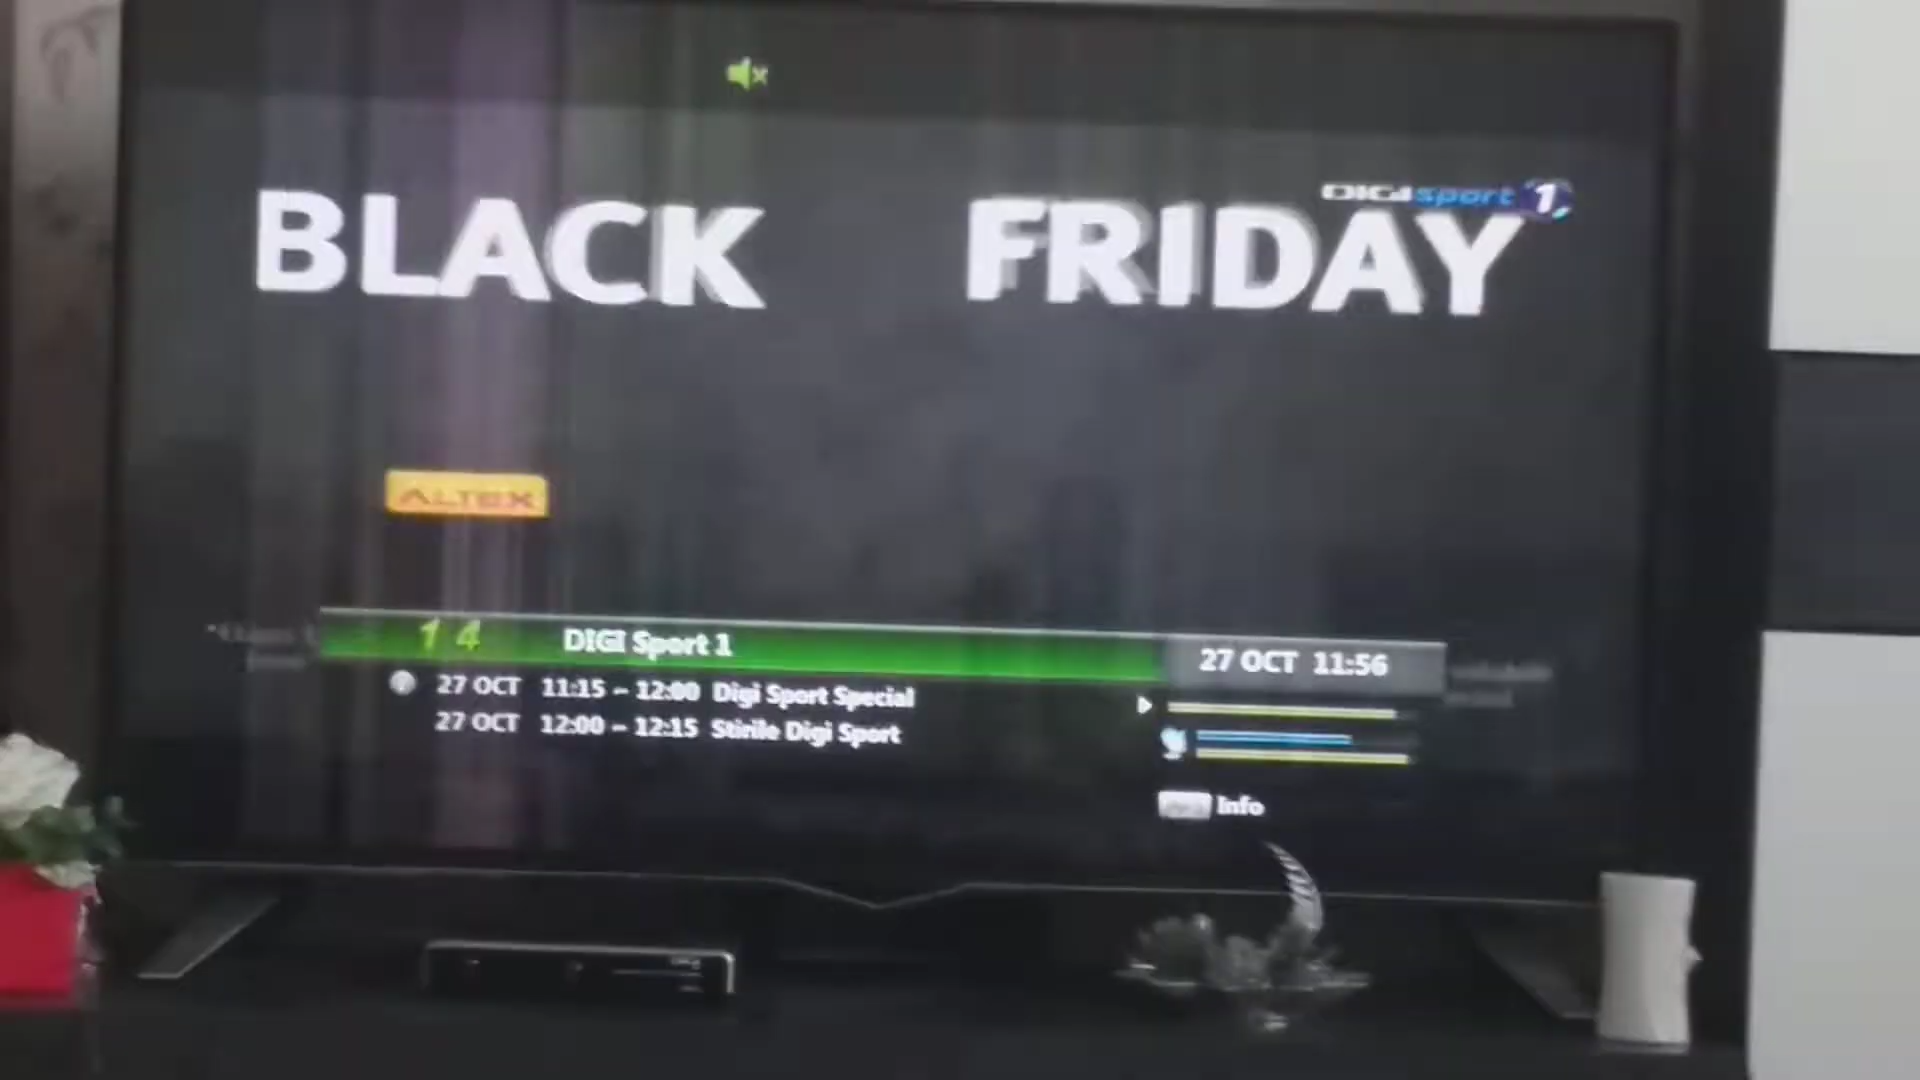 DIGI sport 1
BLACK FRIDAY
ALTEX
14 DIGI Sport 1 27 OCT 11:56
27 OCT 11:15 - 12:00 Digi Sport Special
27 OCT 12:00 - 12:15 Stirile Digi Sport
Info